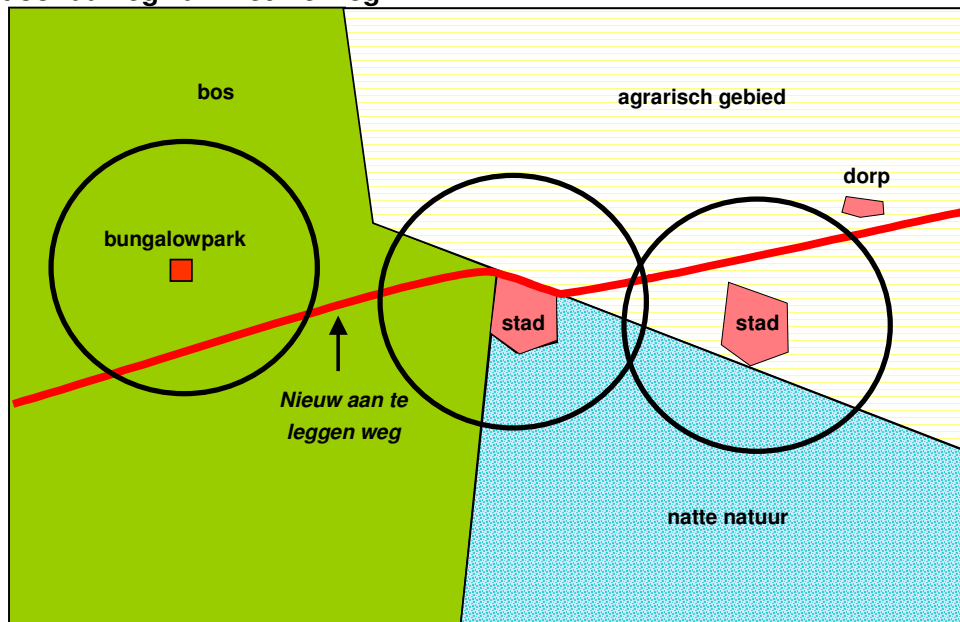 bos
agrarisch gebied
dorp
bungalowpark
stad
stad
Nieuw aan te
leggen weg
natte natuur